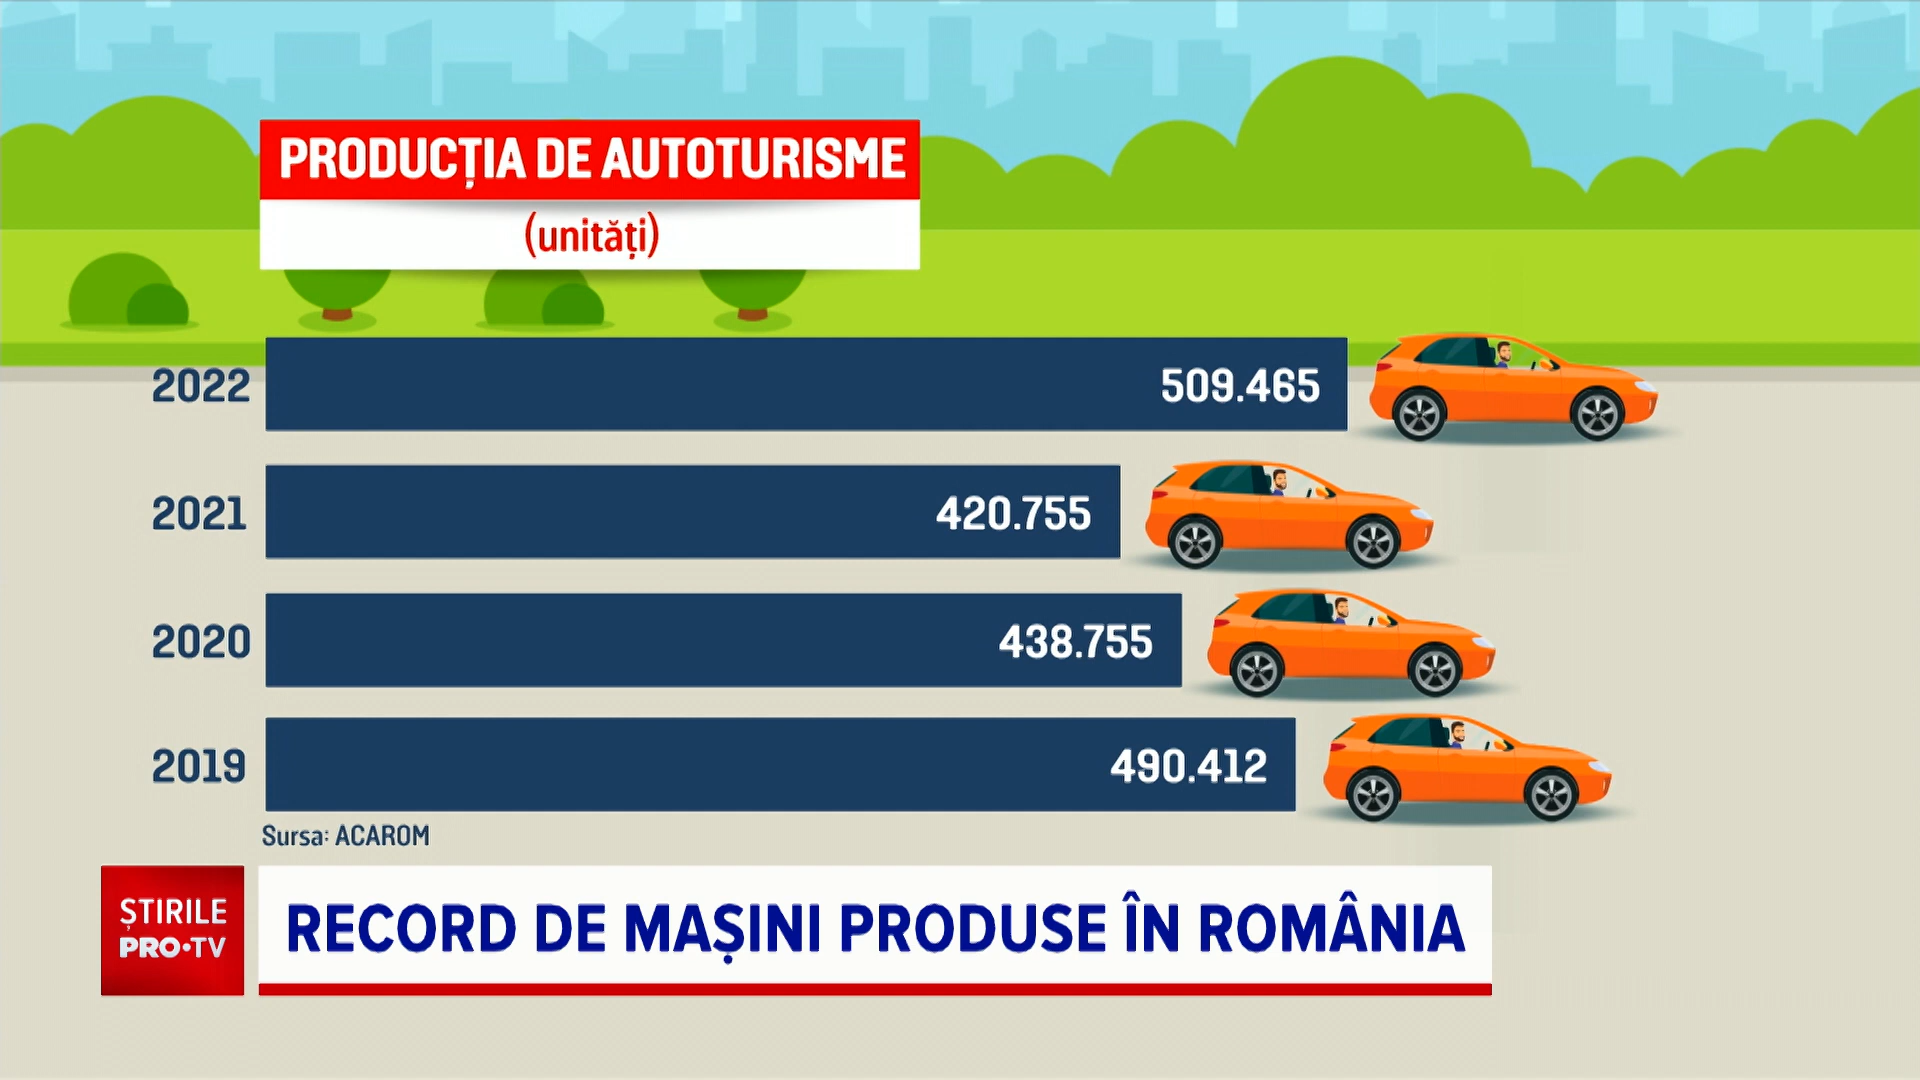 PRODUCȚIA DE AUTOTURISME
(unități)
2022 509.465
2021 420.755
2020 438.755
2019 490.412
Sursa: ACAROM
ȘTIRILE
PRO•TV
RECORD DE MAȘINI PRODUSE ÎN ROMÂNIA